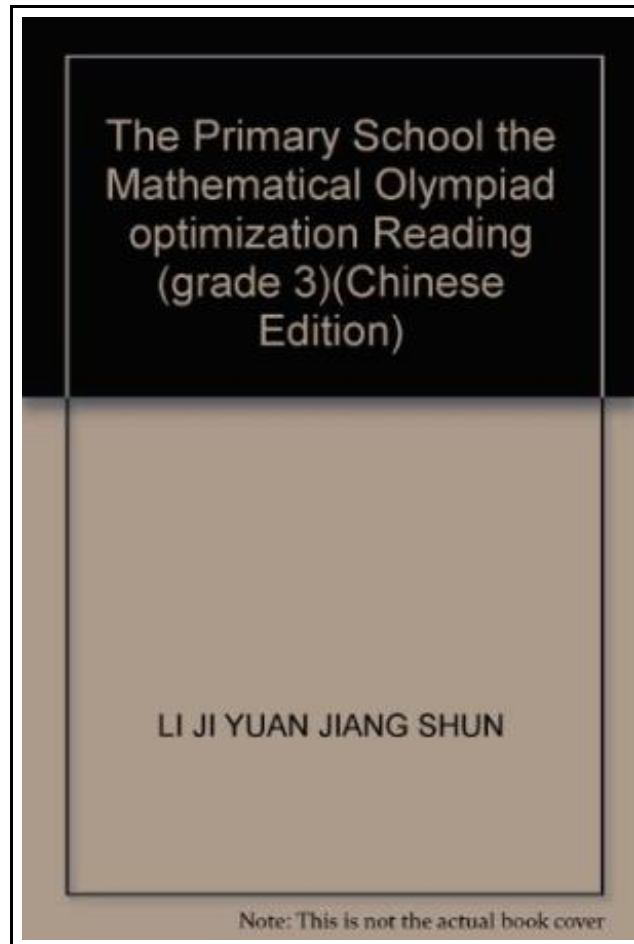 The Primary School the
Mathematical Olympiad
optimization Reading
(grade 3)(Chinese
Edition)
LI JI YUAN JIANG SHUN
Note: This is not the actual book cover